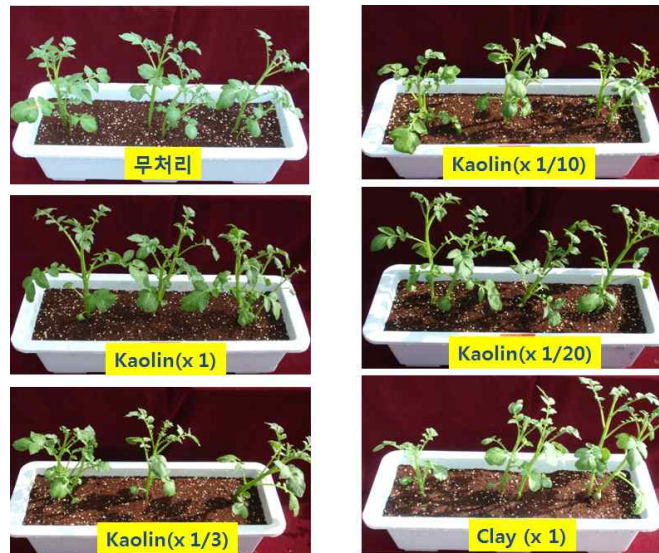 무처리
Kaolin(x 1/10)
Kaolin(x 1)
Kaolin(x 1/20)
Kaolin(x 1/3)
Clay (x 1)